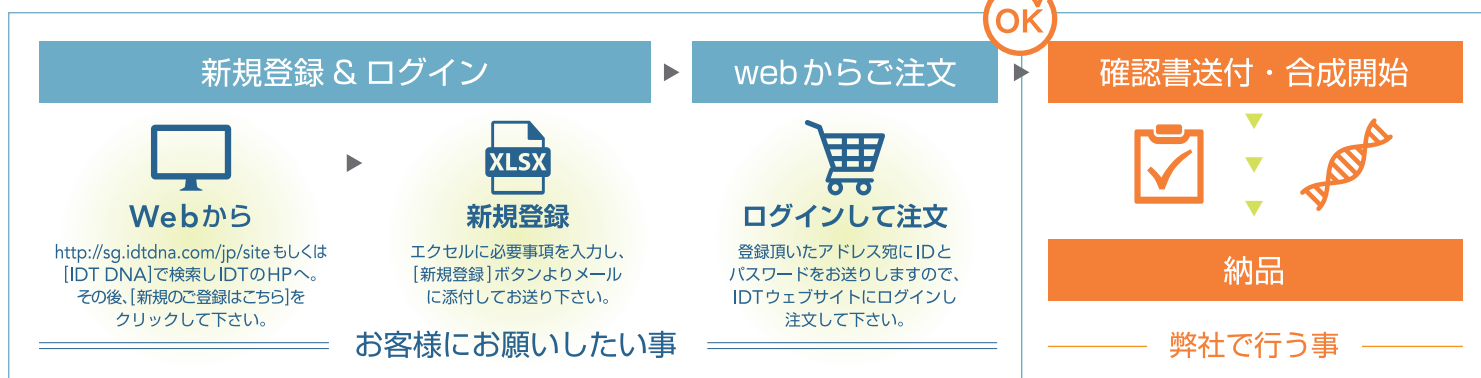 OK
新規登録 & ログイン
webからご注文
確認書送付・合成開始
XLSX
Webから
http://sg.idtdna.com/jp/siteもしくは
[IDT DNA]で検索しIDTのHPへ。
その後、[新規のご登録はこちら]を
クリックして下さい。
新規登録
エクセルに必要事項を入力し、
[新規登録]ボタンよりメール
に添付してお送り下さい。
ログインして注文
登録頂いたアドレス宛にIDと
パスワードをお送りしますので、
IDTウェブサイトにログインし
注文して下さい。
納品
お客様にお願いしたい事
弊社で行う事